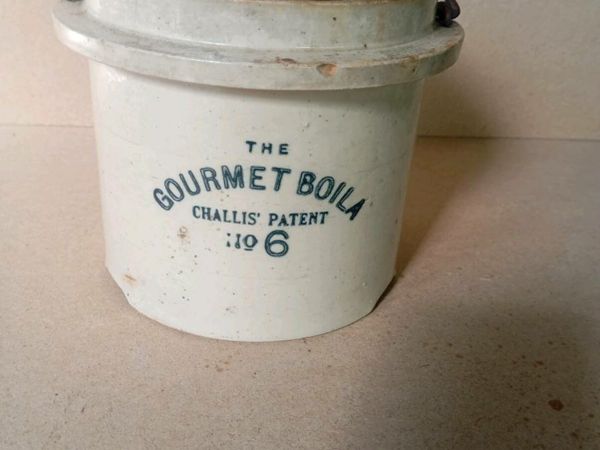 THE
GOURMET BOILA
CHALLIS' PATENT
No 6